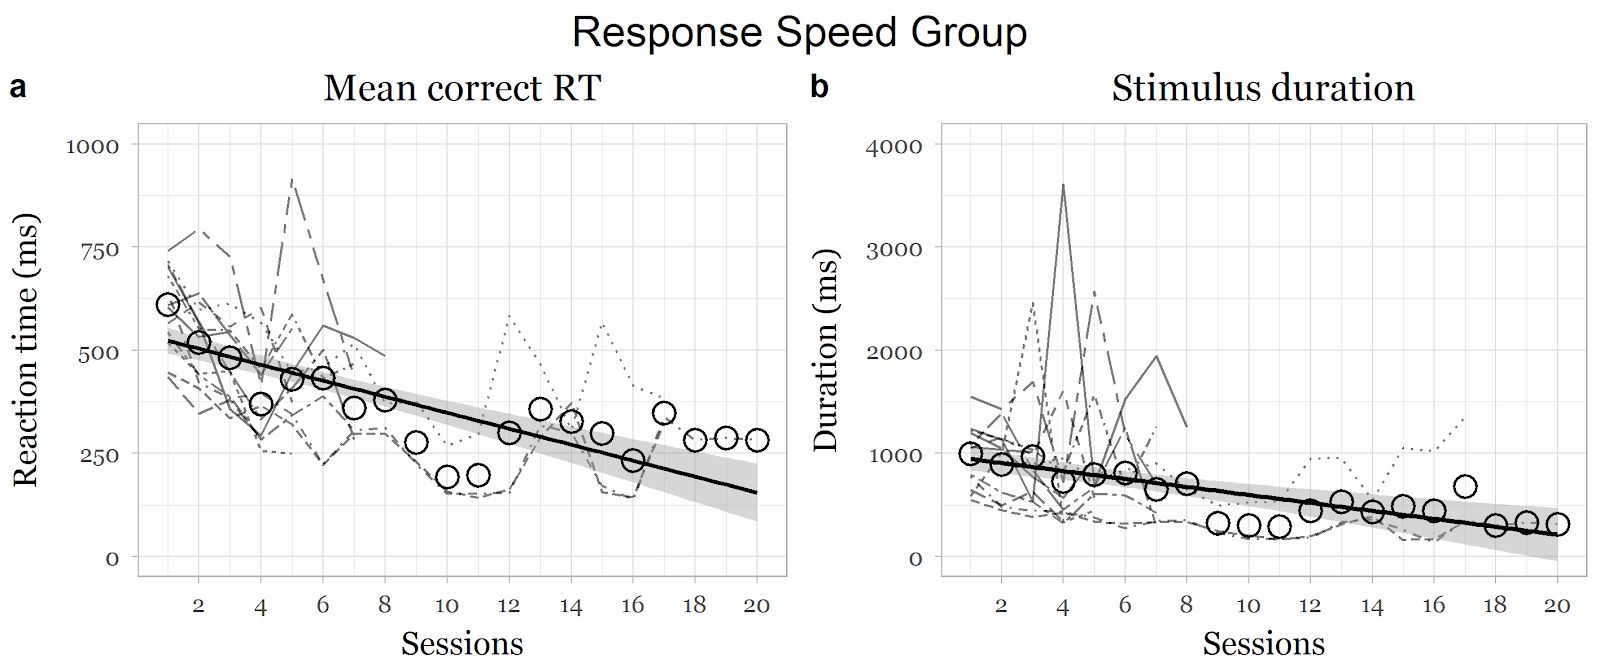 Response Speed Group
a
Mean correct RT
Reaction time (ms)
1000
750
500
250
0
2 4 6 8 10 12 14 16 18 20
Sessions
b
Stimulus duration
Duration (ms)
4000
3000
2000
1000
0
2 4 6 8 10 12 14 16 18 20
Sessions